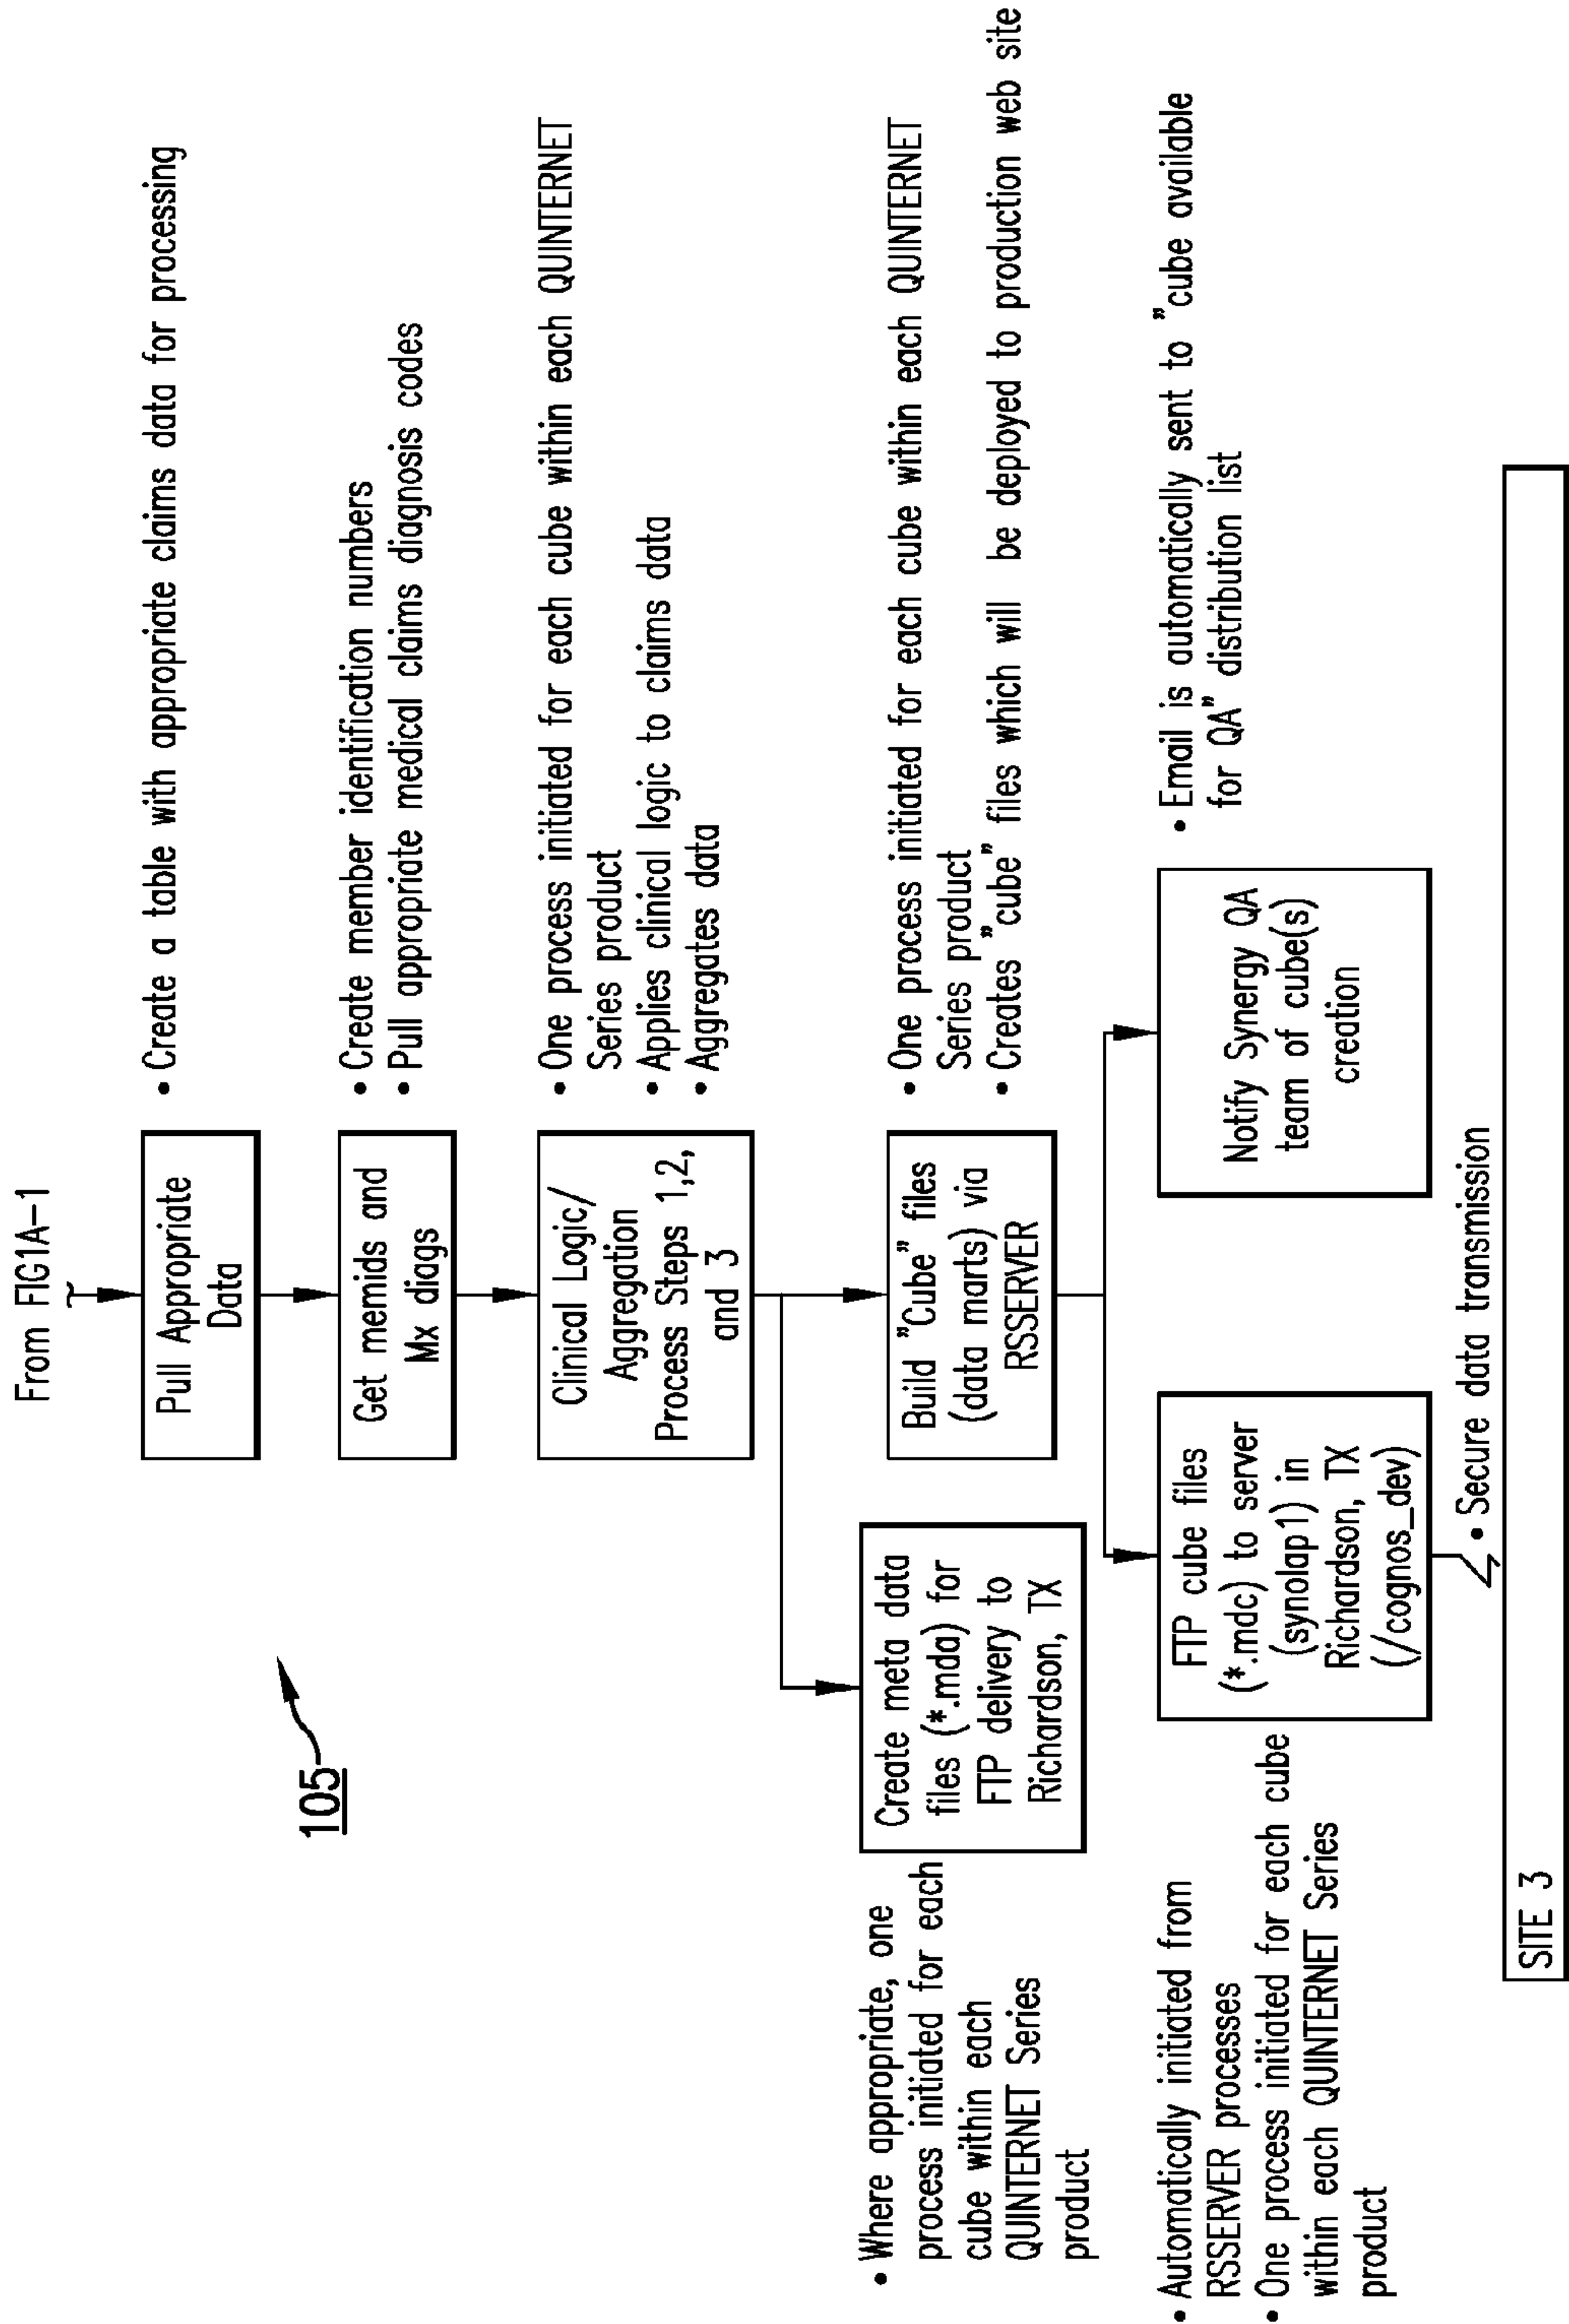 From FIG1A-1
105
Pull Appropriate
Data
• Create a table with appropriate claims data for processing
Get memids and
Mx diags
• Create member identification numbers
• Pull appropriate medical claims diagnosis codes
Clinical Logic/
Aggregation
Process Steps 1,2,
and 3
• One process initiated for each cube within each QUINTERNET
Series product
• Applies clinical logic to claims data
• Aggregates data
• Where appropriate, one
process initiated for each
cube within each
QUINTERNET Series
product
Create meta data
files (*.mda) for
FTP delivery to
Richardson, TX
Build "Cube" files
(data marts) via
RSSERVER
• One process initiated for each cube within each QUINTERNET
Series product
• Creates "cube" files which will be deployed to production web site
• Automatically initiated from
RSSERVER processes
• One process initiated for each cube
within each QUINTERNET Series
product
FTP cube files
(*.mdc) to server
(synolap1) in
Richardson, TX
(/cognos_dev)
Notify Synergy QA
team of cube(s)
creation
• Email is automatically sent to "cube available
for QA" distribution list
• Secure data transmission
SITE 3